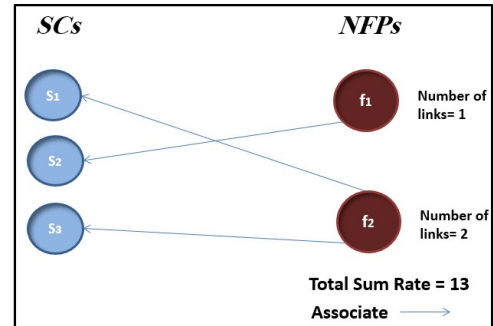 SCs NFPs
S1 f1 Number of
links= 1
S2
S3 f2 Number of
links= 2
Total Sum Rate = 13
Associate